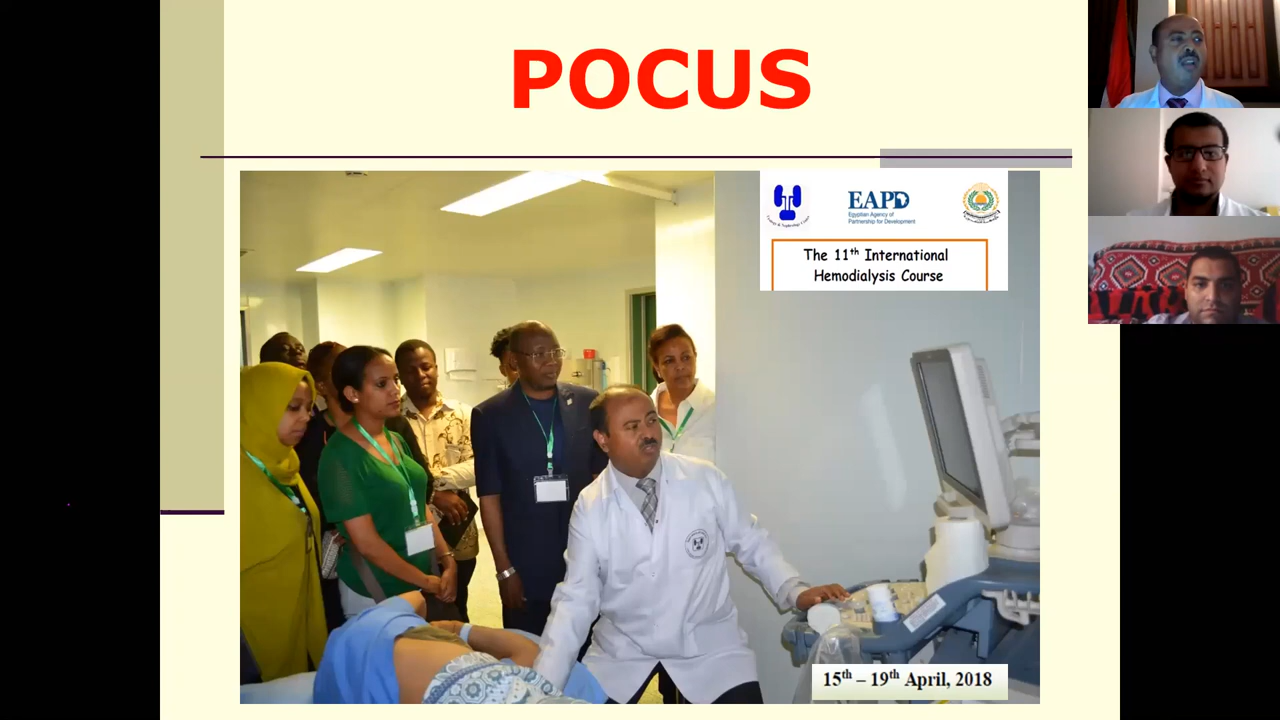 POCUS
EAPD
Egyptian Agency of
Partnership for Development
The 11th International
Hemodialysis Course
15th – 19th April, 2018